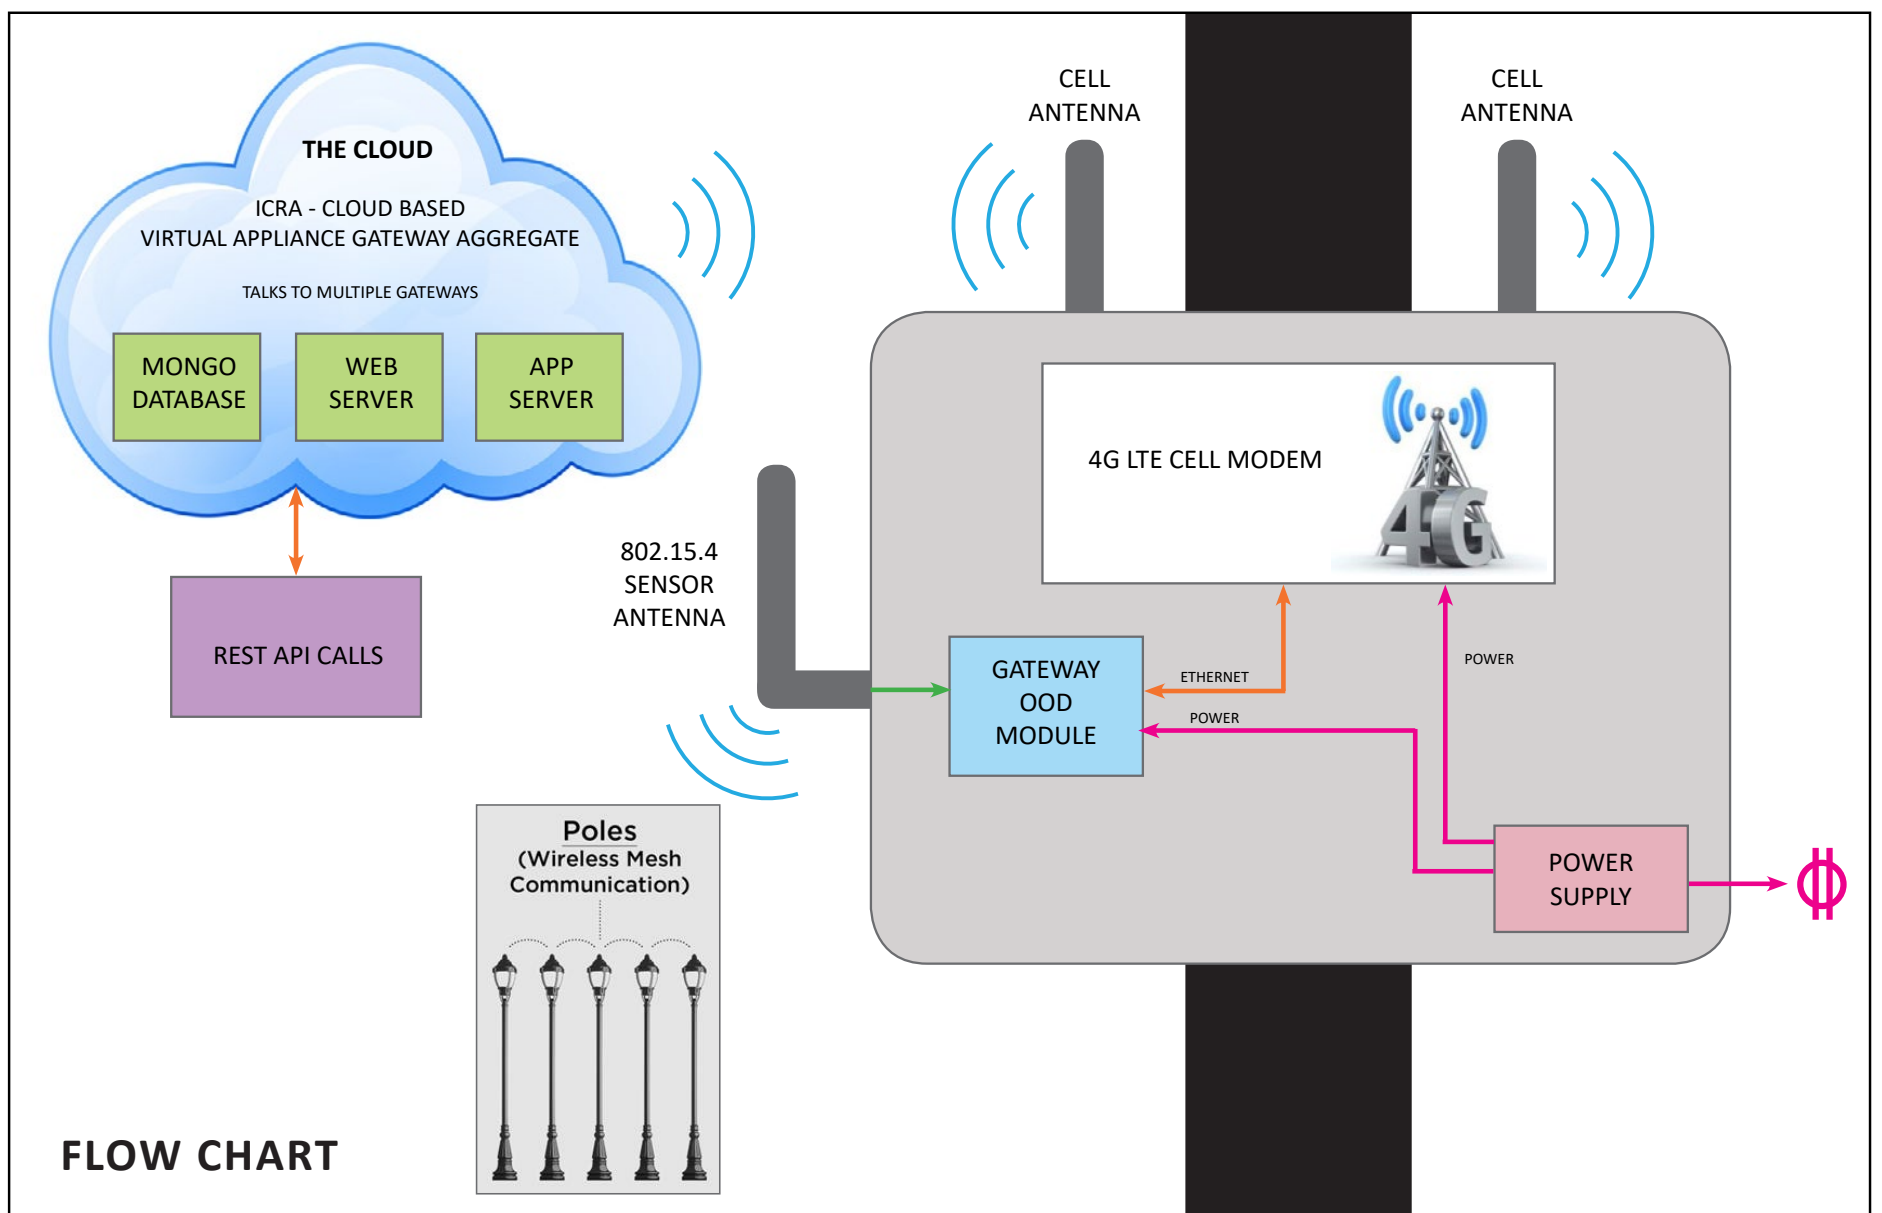 THE CLOUD
ICRA - CLOUD BASED
VIRTUAL APPLIANCE GATEWAY AGGREGATE
TALKS TO MULTIPLE GATEWAYS
MONGO
DATABASE
WEB
SERVER
APP
SERVER
REST API CALLS
CELL
ANTENNA
CELL
ANTENNA
4G LTE CELL MODEM
4G
802.15.4
SENSOR
ANTENNA
GATEWAY
OOD
MODULE
ETHERNET
POWER
POWER
POWER
SUPPLY
Poles
(Wireless Mesh
Communication)
FLOW CHART